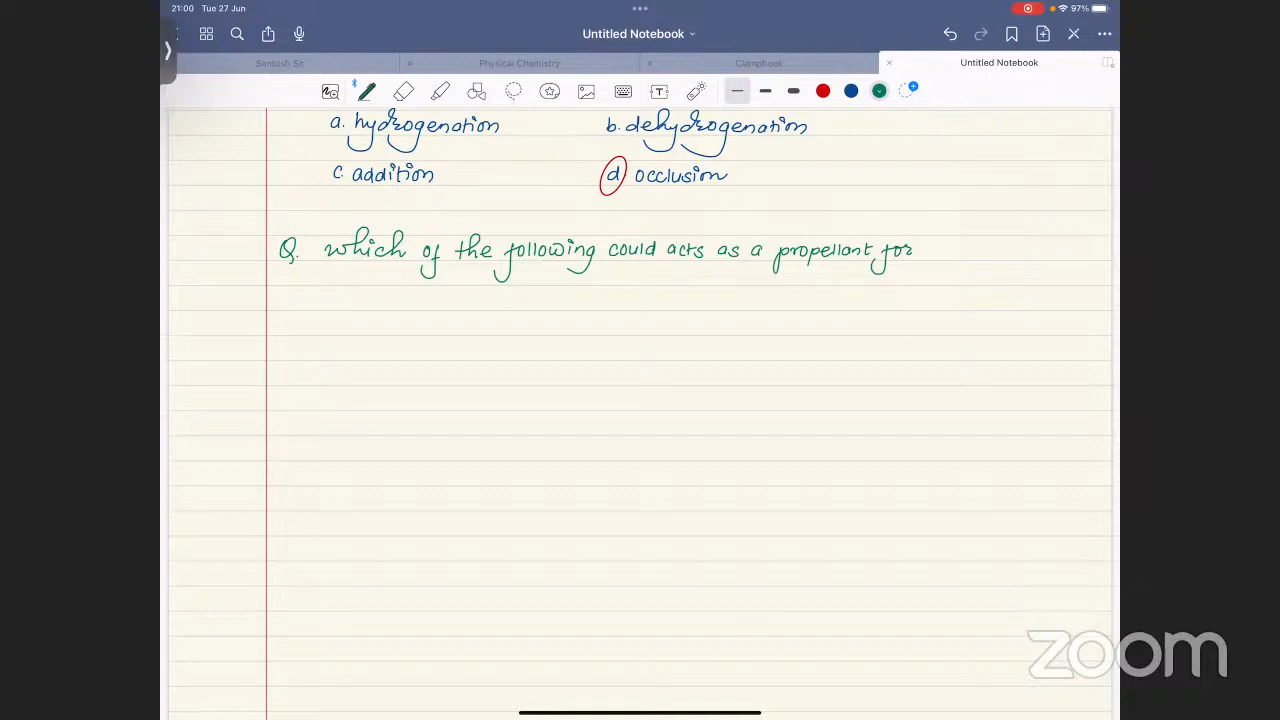 21:00 Tue 27 Jun
97%
Untitled Notebook
Santosh Sir
Physical Chemistry
Clamphook
Untitled Notebook
a. hydrogenation b. dehydrogenation
c. addition d occlusion
Q. which of the following could acts as a propellant for
zoom